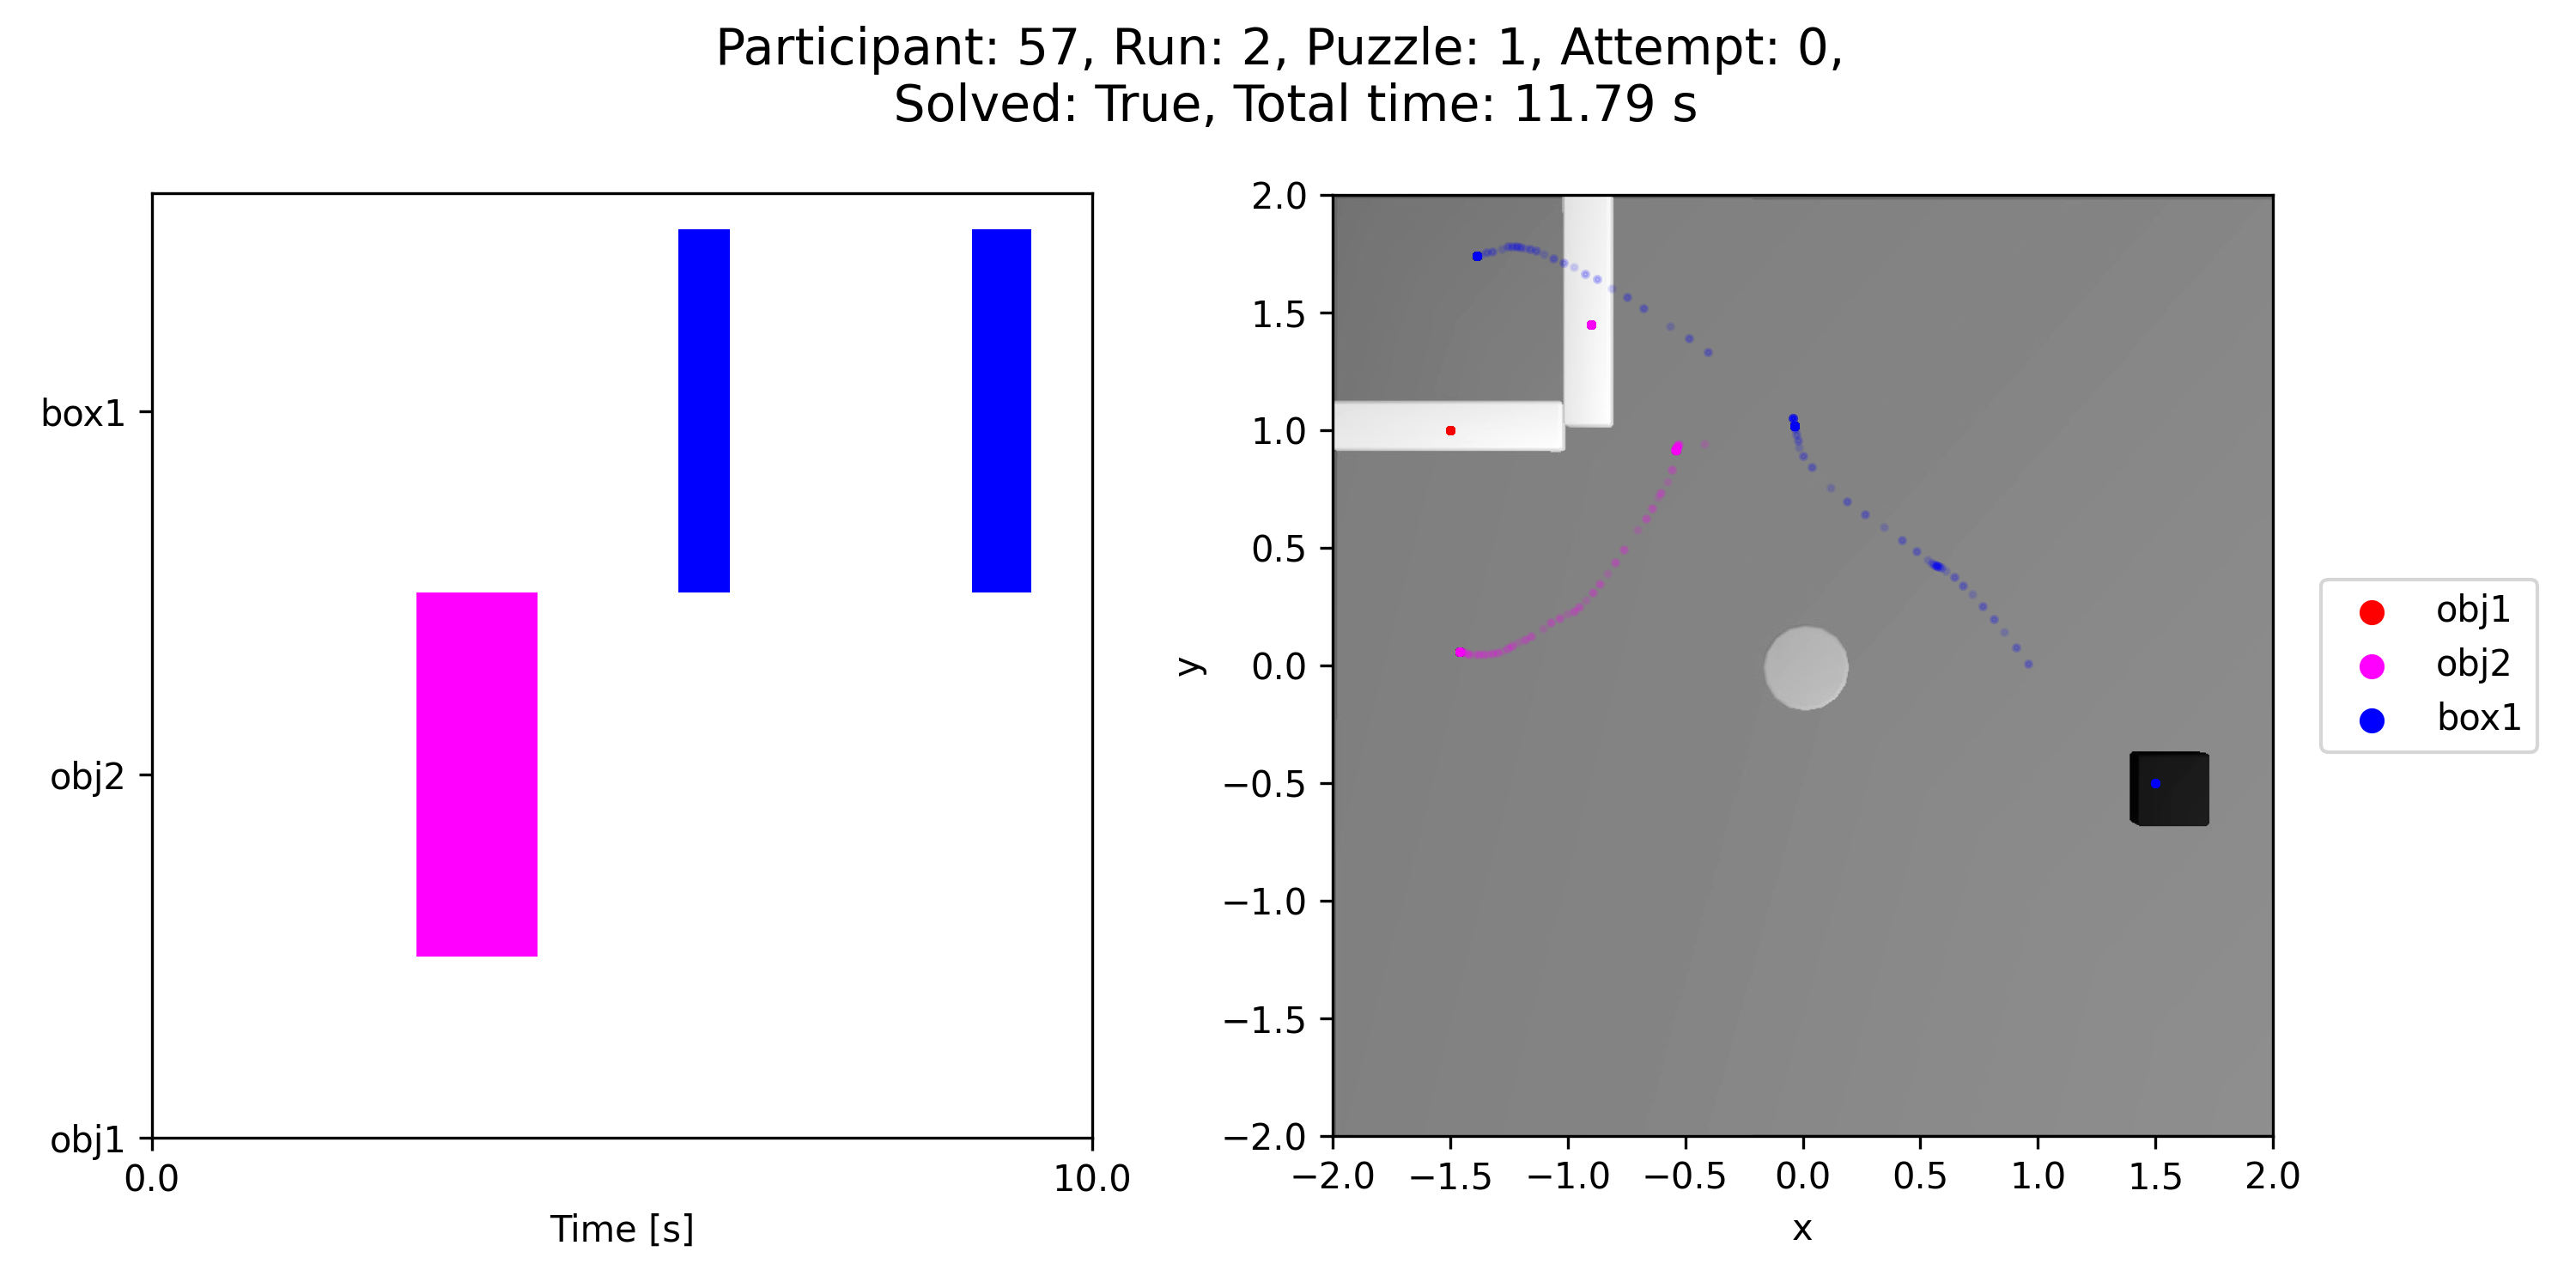 Participant: 57, Run: 2, Puzzle: 1, Attempt: 0,
Solved: True, Total time: 11.79 s
box1
obj2
obj1
0.0
10.0
Time [s]
2.0
1.5
1.0
0.5
0.0
−0.5
−1.0
−1.5
−2.0
y
−2.0
−1.5
−1.0
−0.5
0.0
0.5
1.0
1.5
2.0
x
obj1
obj2
box1